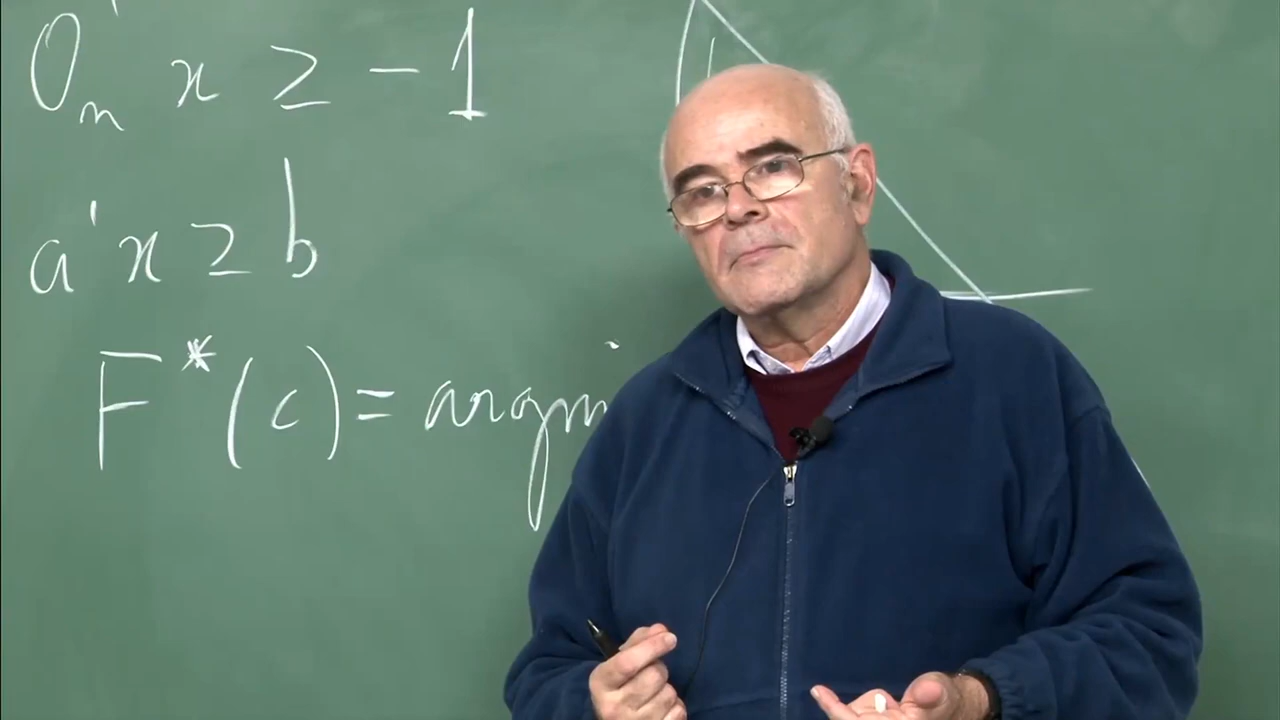 0ₙ' x ≥ -1
a' x ≥ b
F*(c) = argmi